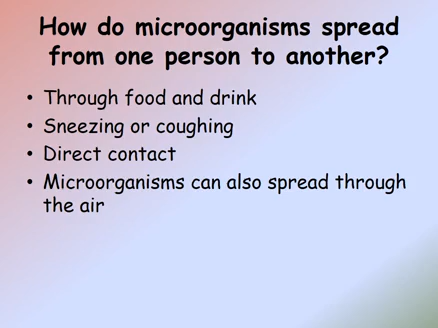 How do microorganisms spread
from one person to another?
• Through food and drink
• Sneezing or coughing
• Direct contact
• Microorganisms can also spread through
the air